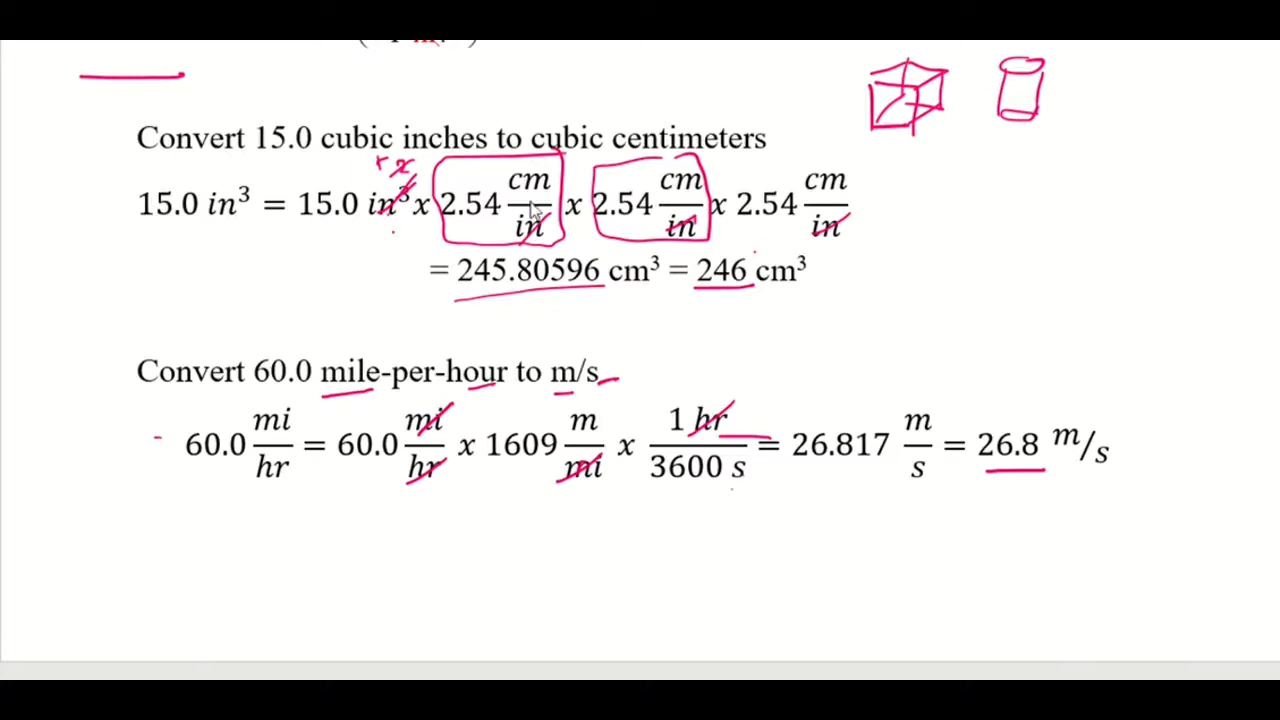 Convert 15.0 cubic inches to cubic centimeters
15.0 in³ = 15.0 in³ x 2.54 cm/in x 2.54 cm/in x 2.54 cm/in
= 245.80596 cm³ = 246 cm³
Convert 60.0 mile-per-hour to m/s
60.0 mi/hr = 60.0 mi/hr x 1609 m/mi x 1 hr/3600 s = 26.817 m/s = 26.8 m/s